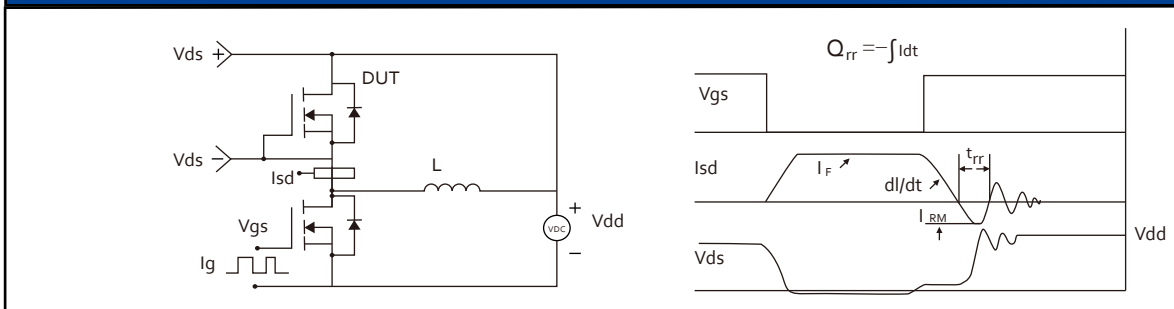 Vds +
DUT
Vds −
Isd
L
Vgs
Ig
VDC
+
−
Vdd
Qrr =−∫Idt
Vgs
Isd
IF
dI/dt
trr
IRM
Vds
Vdd